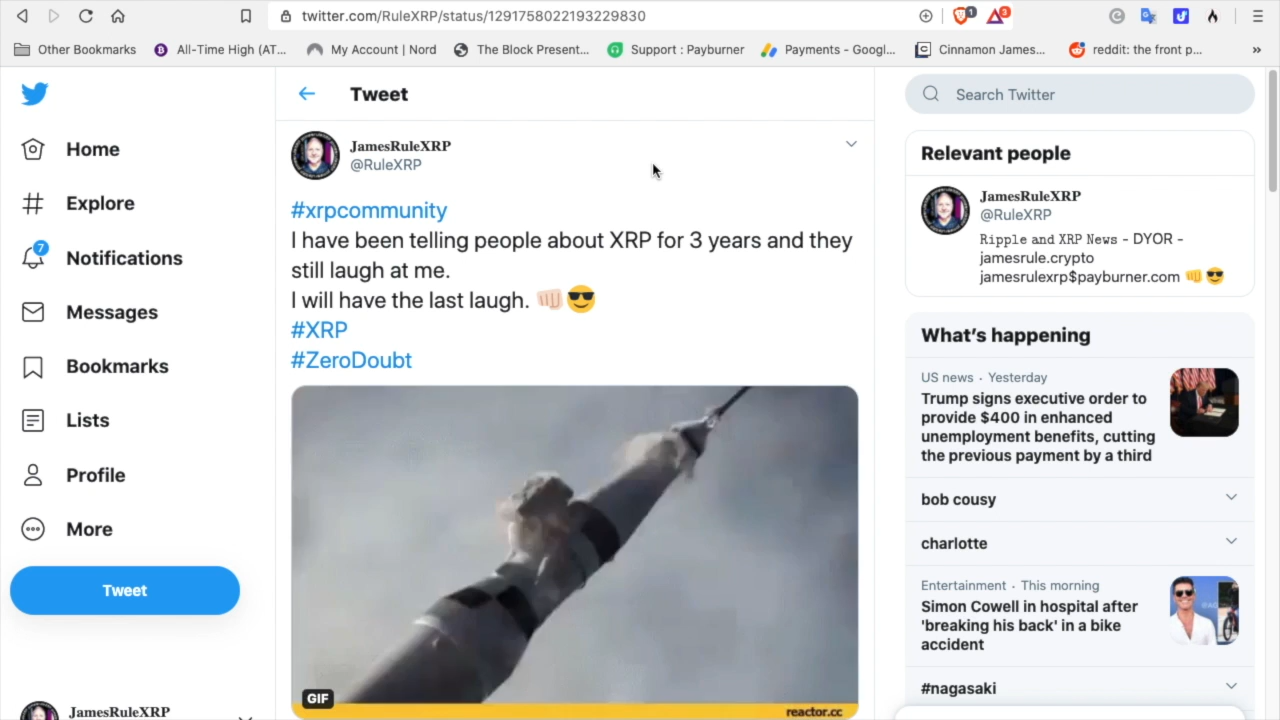 twitter.com/RuleXRP/status/1291758022193229830
1
3
Other Bookmarks
All-Time High (AT...
My Account | Nord
The Block Present...
Support : Payburner
Payments - Googl...
Cinnamon James...
reddit: the front p...
»
Home
Explore
7
Notifications
Messages
Bookmarks
Lists
Profile
More
Tweet
JamesRuleXRP
Tweet
JamesRuleXRP
@RuleXRP
#xrpcommunity
I have been telling people about XRP for 3 years and they
still laugh at me.
I will have the last laugh. 👊🏻😎
#XRP
#ZeroDoubt
GIF
reactor.cc
Search Twitter
Relevant people
JamesRuleXRP
@RuleXRP
Ripple and XRP News - DYOR -
jamesrule.crypto
jamesrulexrp$payburner.com 👊😎
What's happening
US news · Yesterday
Trump signs executive order to
provide $400 in enhanced
unemployment benefits, cutting
the previous payment by a third
bob cousy
charlotte
Entertainment · This morning
Simon Cowell in hospital after
'breaking his back' in a bike
accident
#nagasaki